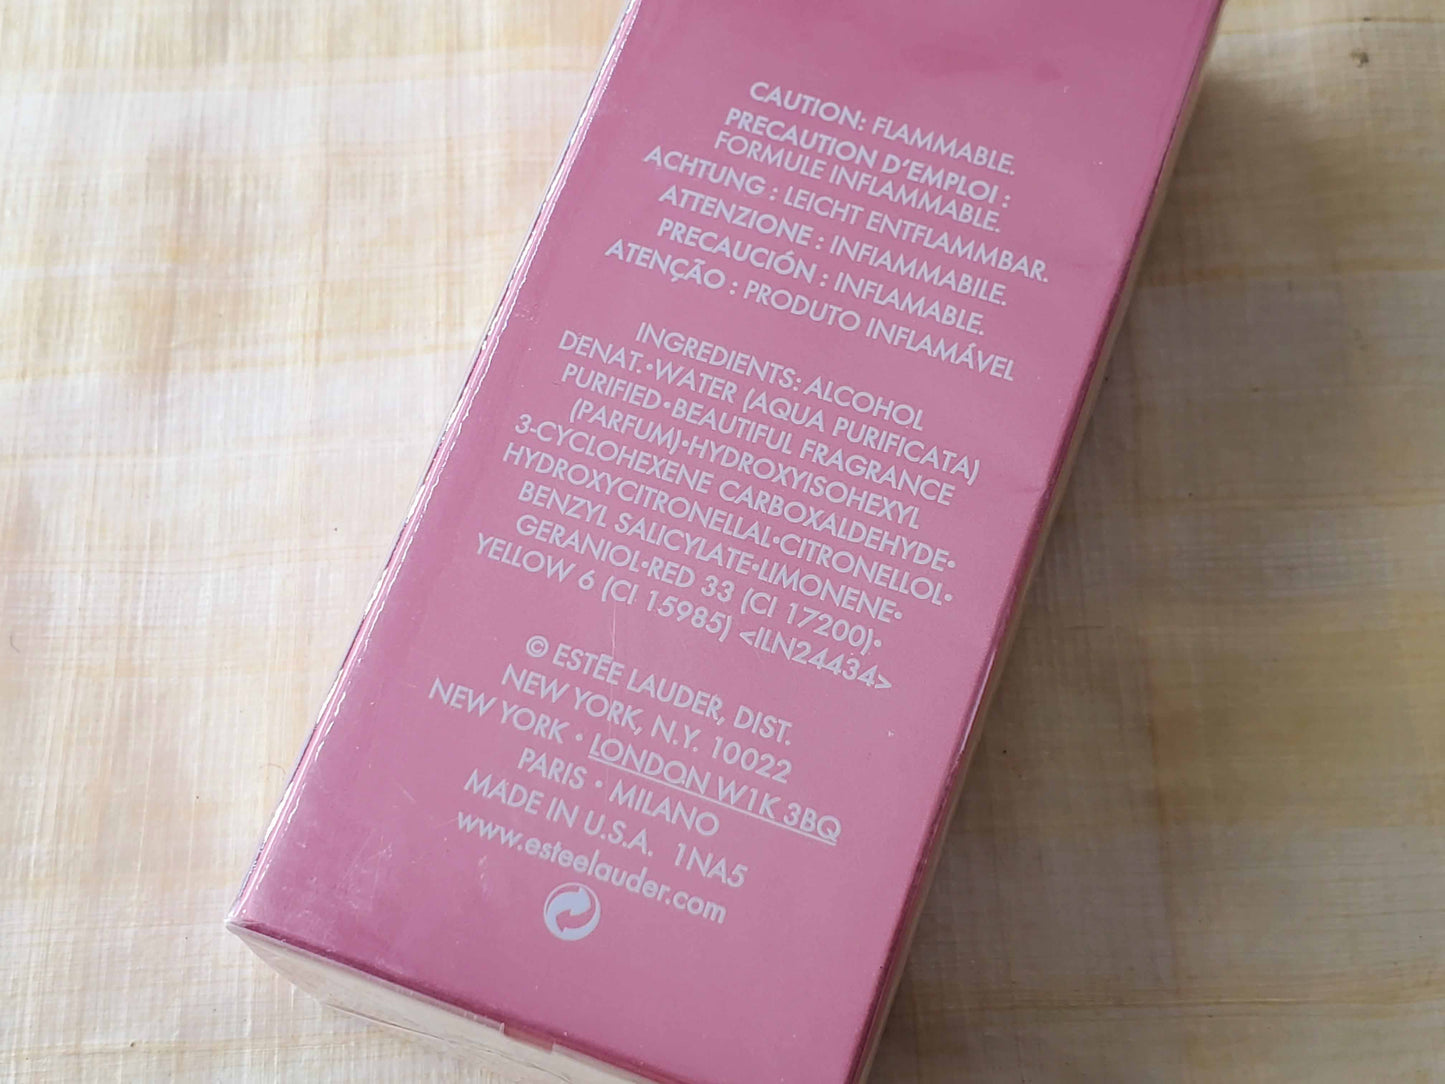 CAUTION: FLAMMABLE.
PRECAUTION D'EMPLOI :
FORMULE INFLAMMABLE.
ACHTUNG : LEICHT ENTFLAMMBAR.
ATTENZIONE : INFIAMMABILE.
PRECAUCIÓN : INFLAMABLE.
ATENÇÃO : PRODUTO INFLAMÁVEL
INGREDIENTS: ALCOHOL
DENAT.•WATER (AQUA PURIFICATA)
PURIFIED•BEAUTIFUL FRAGRANCE
(PARFUM)•HYDROXYISOHEXYL
3-CYCLOHEXENE CARBOXALDEHYDE•
HYDROXYCITRONELLAL•CITRONELLOL•
BENZYL SALICYLATE•LIMONENE•
GERANIOL•RED 33 (CI 17200)•
YELLOW 6 (CI 15985) <ILN24434>
© ESTĒE LAUDER, DIST.
NEW YORK, N.Y. 10022
NEW YORK • LONDON W1K 3BQ
PARIS • MILANO
MADE IN U.S.A. 1NA5
www.esteelauder.com